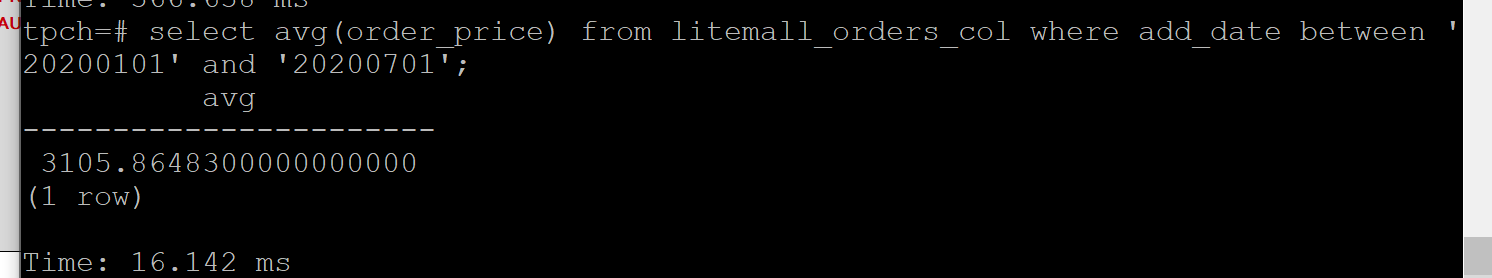 AU
tpch=# select avg(order_price) from litemall_orders_col where add_date between '
20200101' and '20200701';
avg
-----------------------
3105.8648300000000000
(1 row)
Time: 16.142 ms